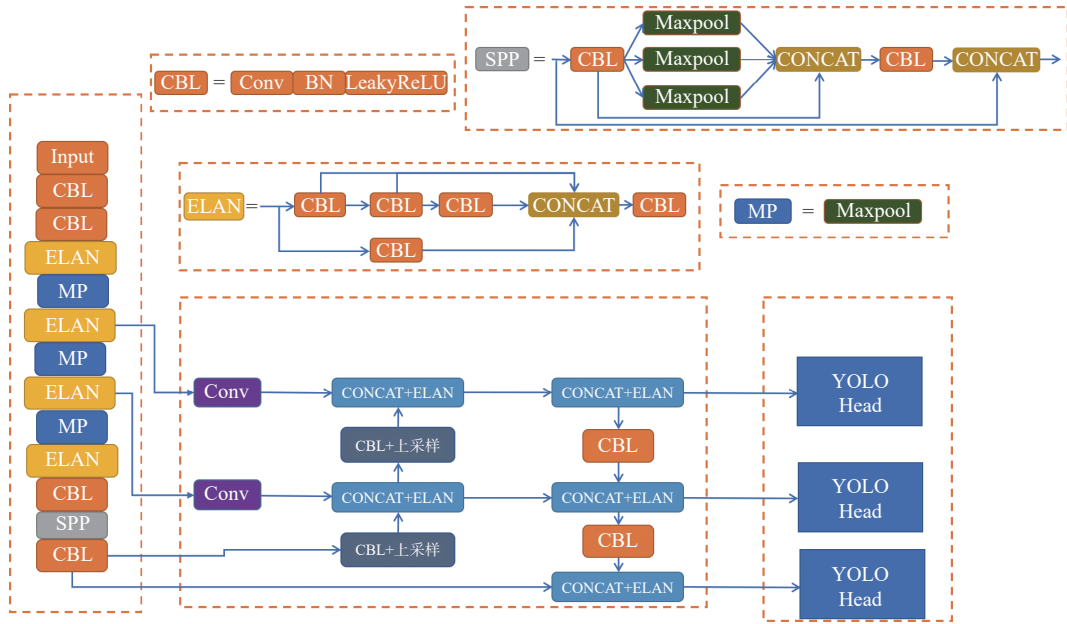 SPP = CBL Maxpool Maxpool Maxpool CONCAT CBL CONCAT
CBL = Conv BN LeakyReLU
ELAN = CBL CBL CBL CONCAT CBL
CBL
MP = Maxpool
Input
CBL
CBL
ELAN
MP
ELAN
MP
ELAN
MP
ELAN
CBL
SPP
CBL
Conv CONCAT+ELAN CONCAT+ELAN
CBL+上采样 CBL
Conv CONCAT+ELAN CONCAT+ELAN
CBL+上采样 CBL
CONCAT+ELAN
YOLO
Head
YOLO
Head
YOLO
Head